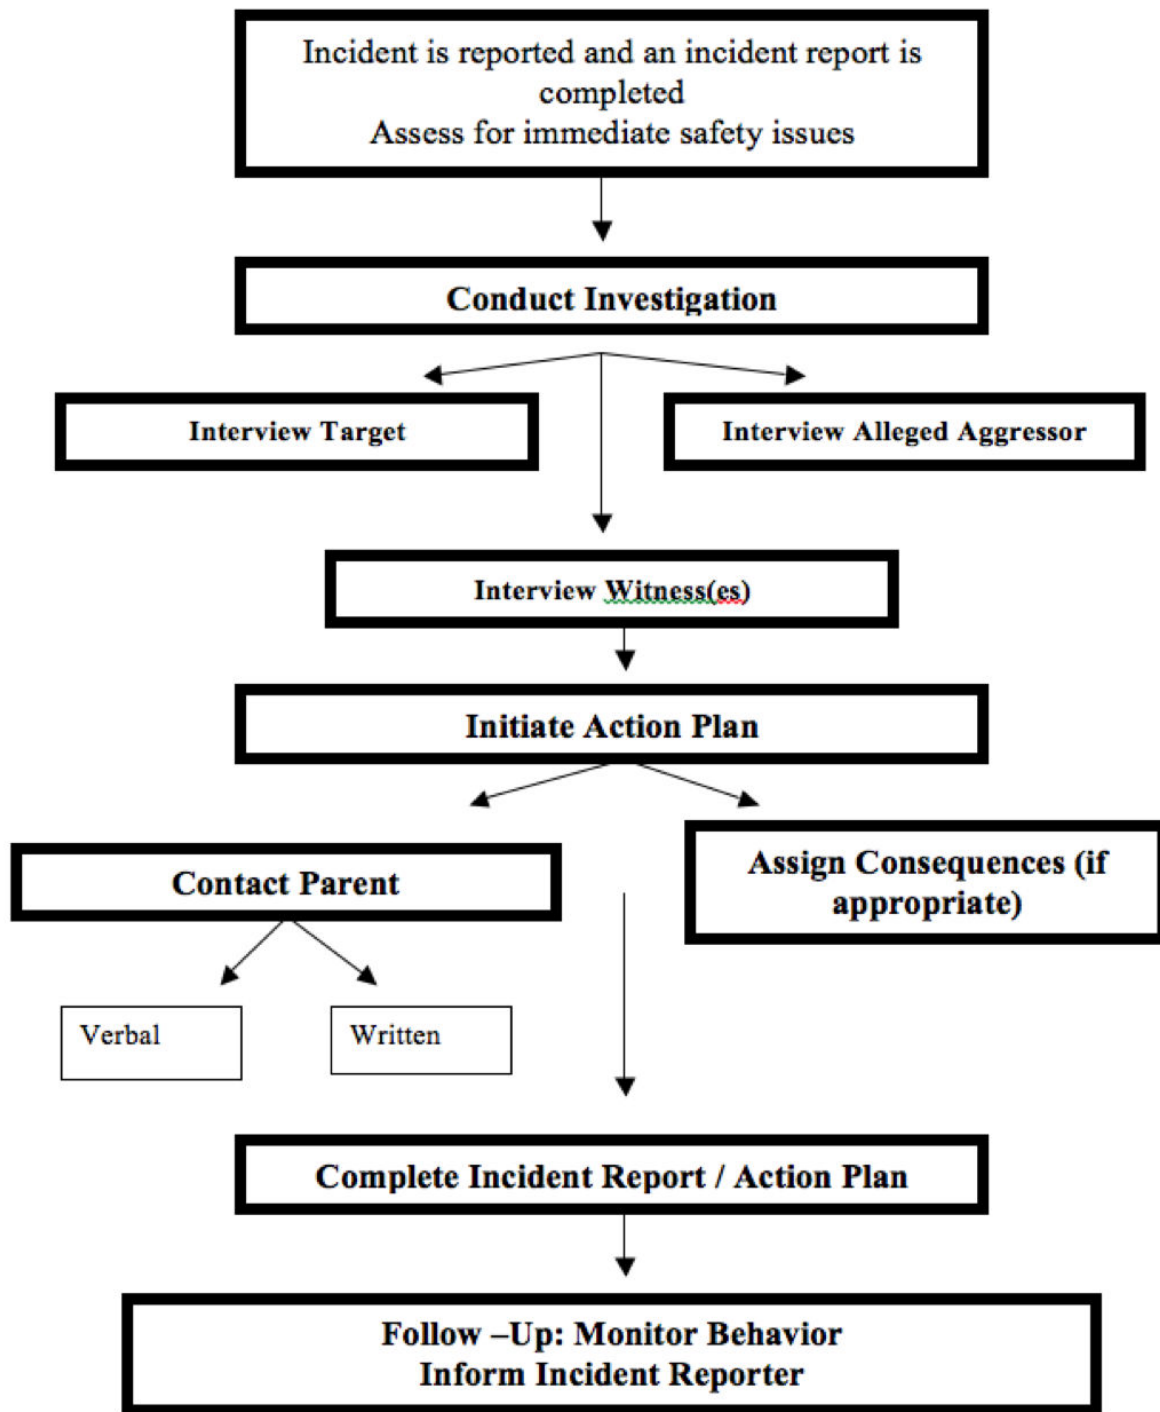 Incident is reported and an incident report is
completed
Assess for immediate safety issues
Conduct Investigation
Interview Target
Interview Alleged Aggressor
Interview Witness(es)
Initiate Action Plan
Contact Parent
Assign Consequences (if
appropriate)
Verbal
Written
Complete Incident Report / Action Plan
Follow –Up: Monitor Behavior
Inform Incident Reporter